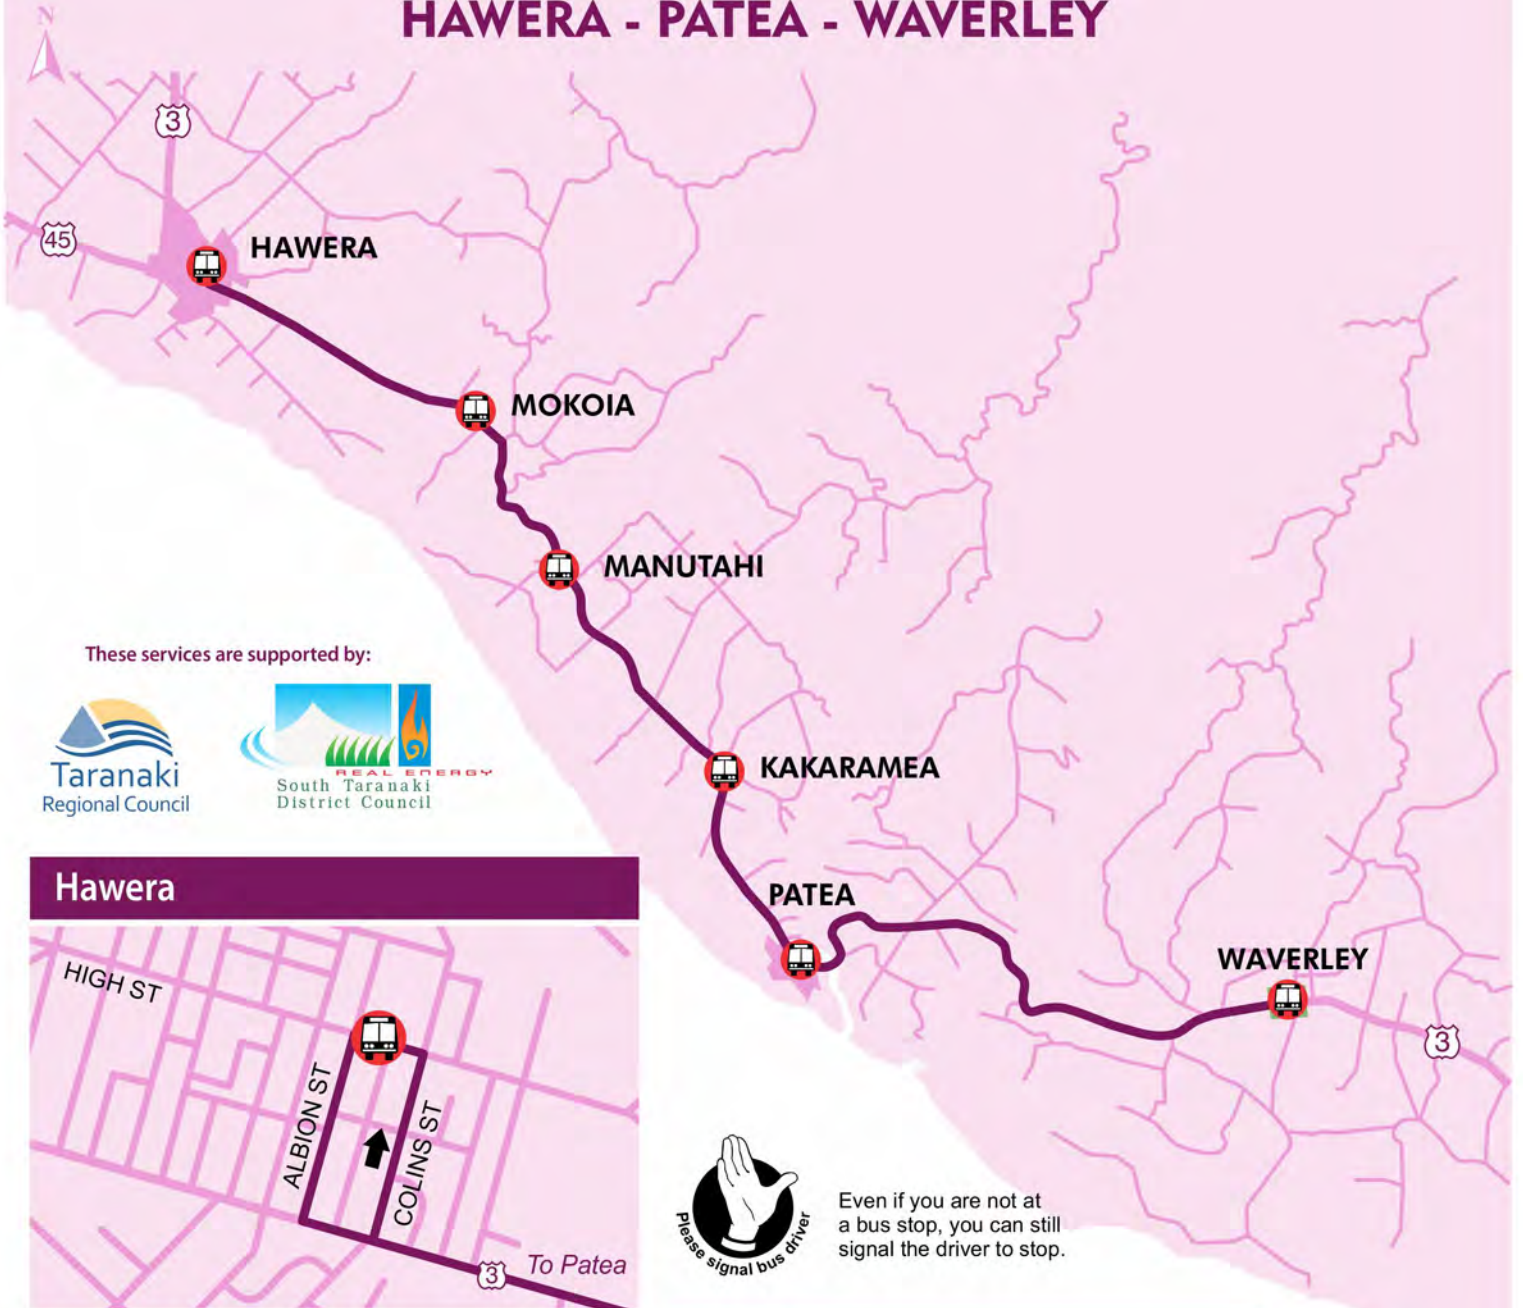 HAWERA - PATEA - WAVERLEY
N
3
45
HAWERA
MOKOIA
MANUTAHI
These services are supported by:
Taranaki
Regional Council
REAL ENERGY
South Taranaki
District Council
KAKARAMEA
PATEA
WAVERLEY
3
Hawera
HIGH ST
ALBION ST
COLINS ST
3
To Patea
Please signal bus driver
Even if you are not at
a bus stop, you can still
signal the driver to stop.